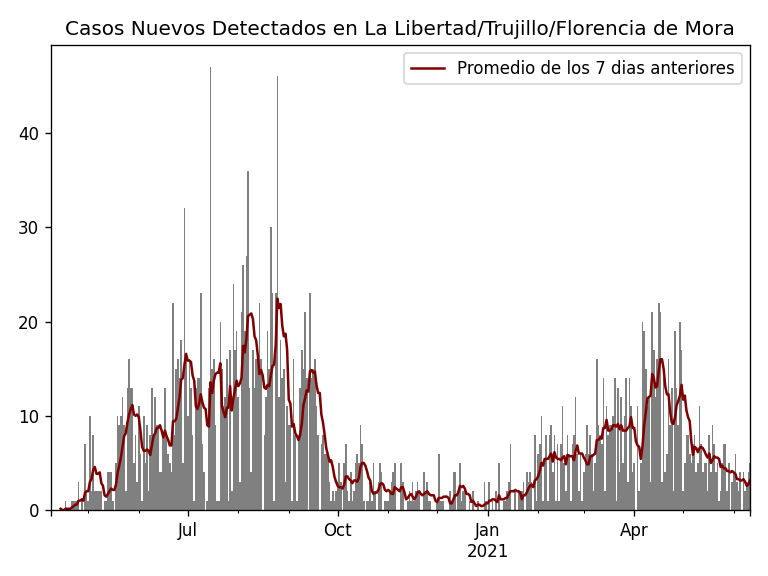 Casos Nuevos Detectados en La Libertad/Trujillo/Florencia de Mora
Promedio de los 7 dias anteriores
40
30
20
10
0
Jul
Oct
Jan
2021
Apr